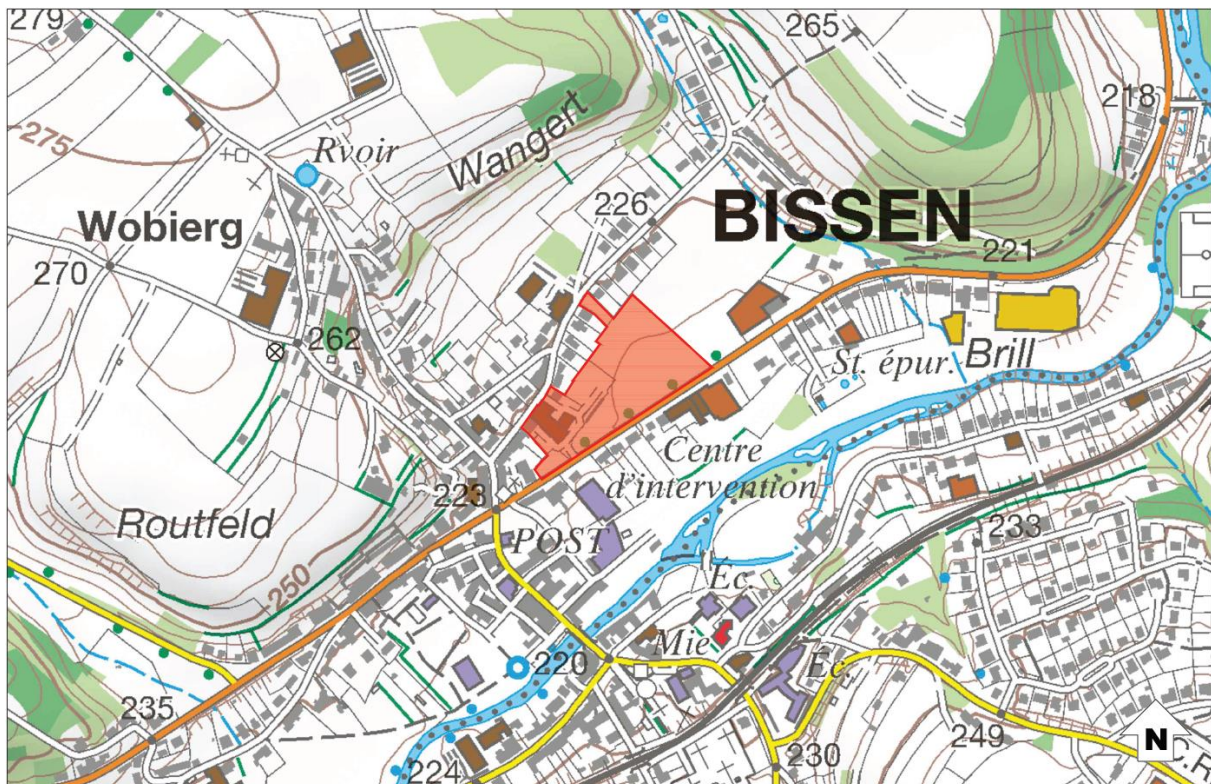 279
265
218
275
Rvoir
Wangert
Wobierg
226
BISSEN
270
221
262
St. épur.
Brill
Centre
d'intervention
223
Routfeld
POST
233
250
Ec.
Mie
Ec.
220
235
249
224
230
C.R
N